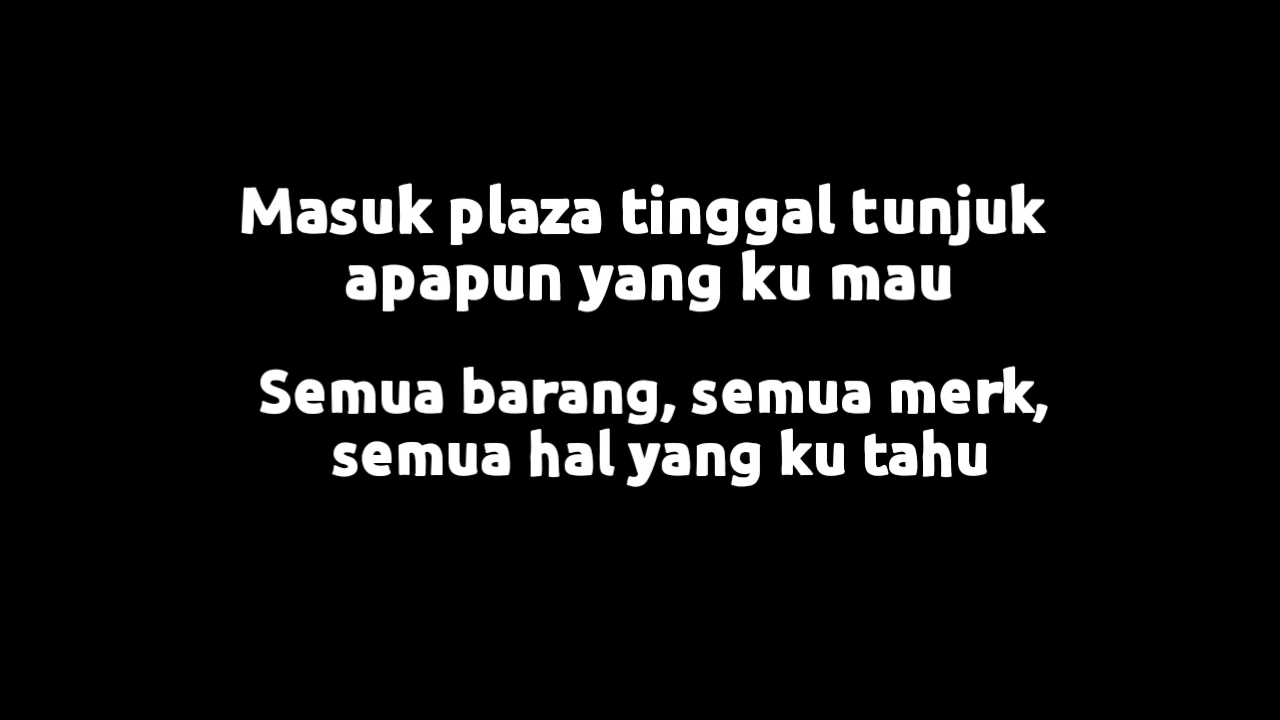 Masuk plaza tinggal tunjuk
apapun yang ku mau
Semua barang, semua merk,
semua hal yang ku tahu